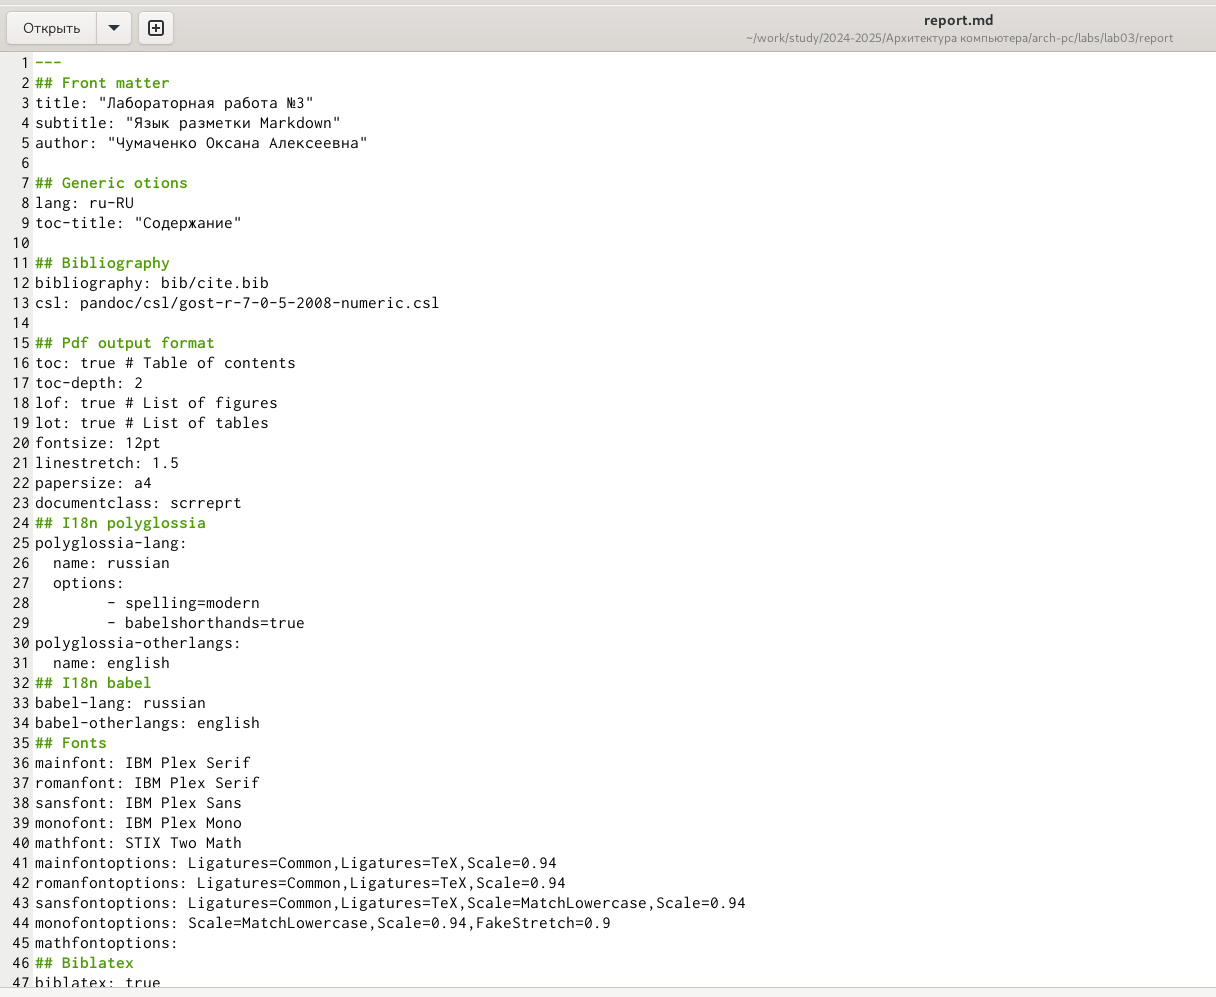 Открыть
report.md
~/work/study/2024-2025/Архитектура компьютера/arch-pc/labs/lab03/report
1 ---
2 ## Front matter
3 title: "Лабораторная работа №3"
4 subtitle: "Язык разметки Markdown"
5 author: "Чумаченко Оксана Алексеевна"
6
7 ## Generic otions
8 lang: ru-RU
9 toc-title: "Содержание"
10
11 ## Bibliography
12 bibliography: bib/cite.bib
13 csl: pandoc/csl/gost-r-7-0-5-2008-numeric.csl
14
15 ## Pdf output format
16 toc: true # Table of contents
17 toc-depth: 2
18 lof: true # List of figures
19 lot: true # List of tables
20 fontsize: 12pt
21 linestretch: 1.5
22 papersize: a4
23 documentclass: scrreprt
24 ## I18n polyglossia
25 polyglossia-lang:
26   name: russian
27   options:
28         - spelling=modern
29         - babelshorthands=true
30 polyglossia-otherlangs:
31   name: english
32 ## I18n babel
33 babel-lang: russian
34 babel-otherlangs: english
35 ## Fonts
36 mainfont: IBM Plex Serif
37 romanfont: IBM Plex Serif
38 sansfont: IBM Plex Sans
39 monofont: IBM Plex Mono
40 mathfont: STIX Two Math
41 mainfontoptions: Ligatures=Common,Ligatures=TeX,Scale=0.94
42 romanfontoptions: Ligatures=Common,Ligatures=TeX,Scale=0.94
43 sansfontoptions: Ligatures=Common,Ligatures=TeX,Scale=MatchLowercase,Scale=0.94
44 monofontoptions: Scale=MatchLowercase,Scale=0.94,FakeStretch=0.9
45 mathfontoptions:
46 ## Biblatex
47 biblatex: true